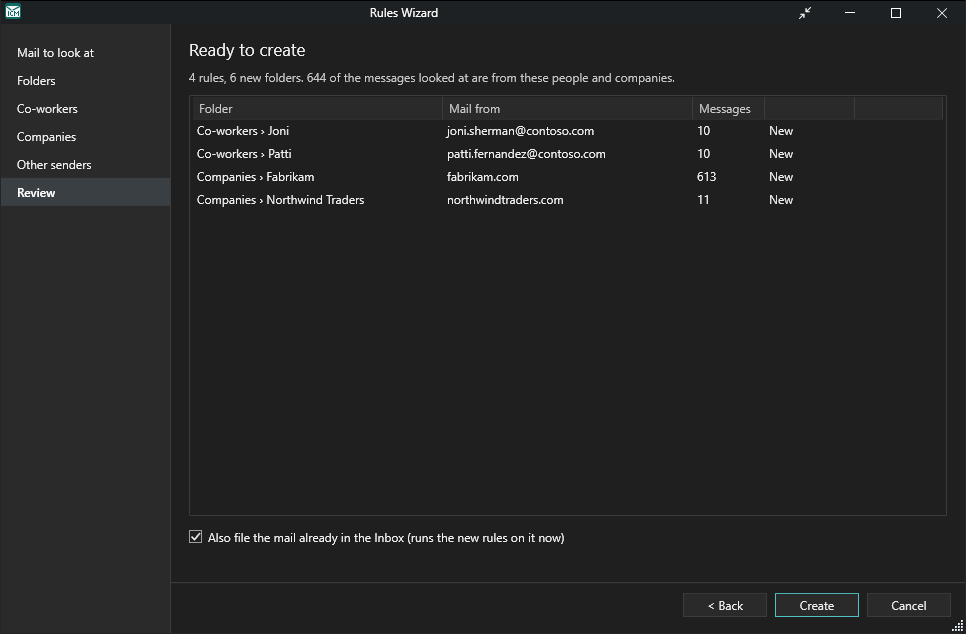 ICM
Rules Wizard
Mail to look at
Folders
Co-workers
Companies
Other senders
Review
Ready to create
4 rules, 6 new folders. 644 of the messages looked at are from these people and companies.
Folder Mail from Messages
Co-workers › Joni joni.sherman@contoso.com 10 New
Co-workers › Patti patti.fernandez@contoso.com 10 New
Companies › Fabrikam fabrikam.com 613 New
Companies › Northwind Traders northwindtraders.com 11 New
Also file the mail already in the Inbox (runs the new rules on it now)
< Back Create Cancel